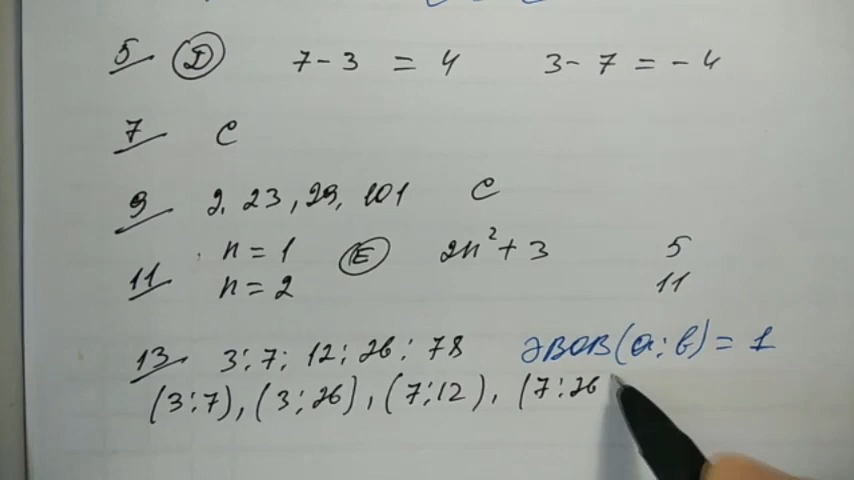 5 D 7 - 3 = 4 3 - 7 = - 4
7 C
9 2, 23, 29, 101 C
11 n = 1 E 2n² + 3 5
n = 2 11
13 3; 7; 12; 26; 78 ƏBOB(a; b) = 1
(3; 7), (3; 26), (7; 12), (7; 26